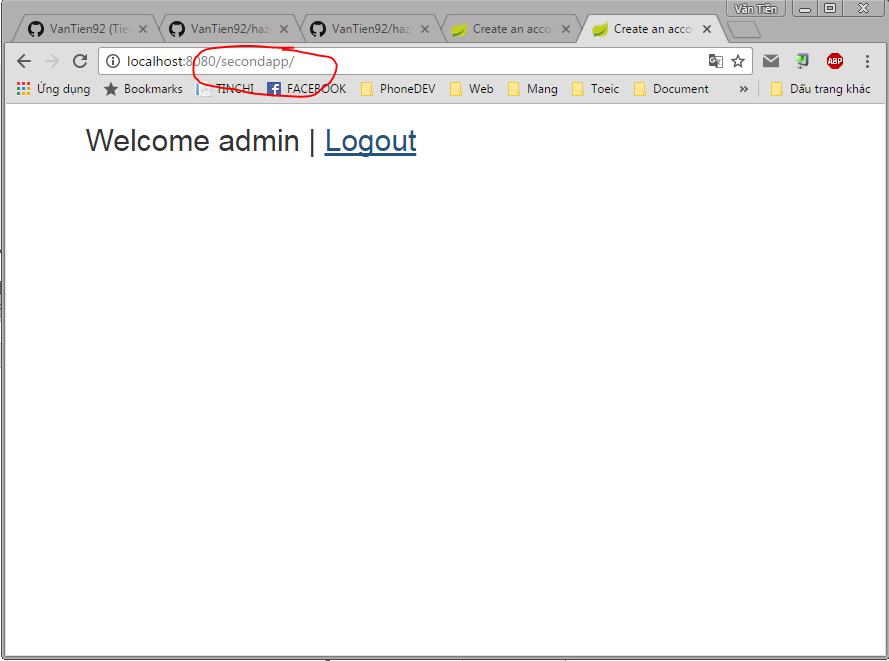 Văn Tiến
VanTien92 (Tie
VanTien92/haz
VanTien92/haz
Create an acco
Create an acco
localhost:8080/secondapp/
ABP
Ứng dụng Bookmarks TINCHI FACEBOOK PhoneDEV Web Mang Toeic Document » Dấu trang khác
Welcome admin | Logout